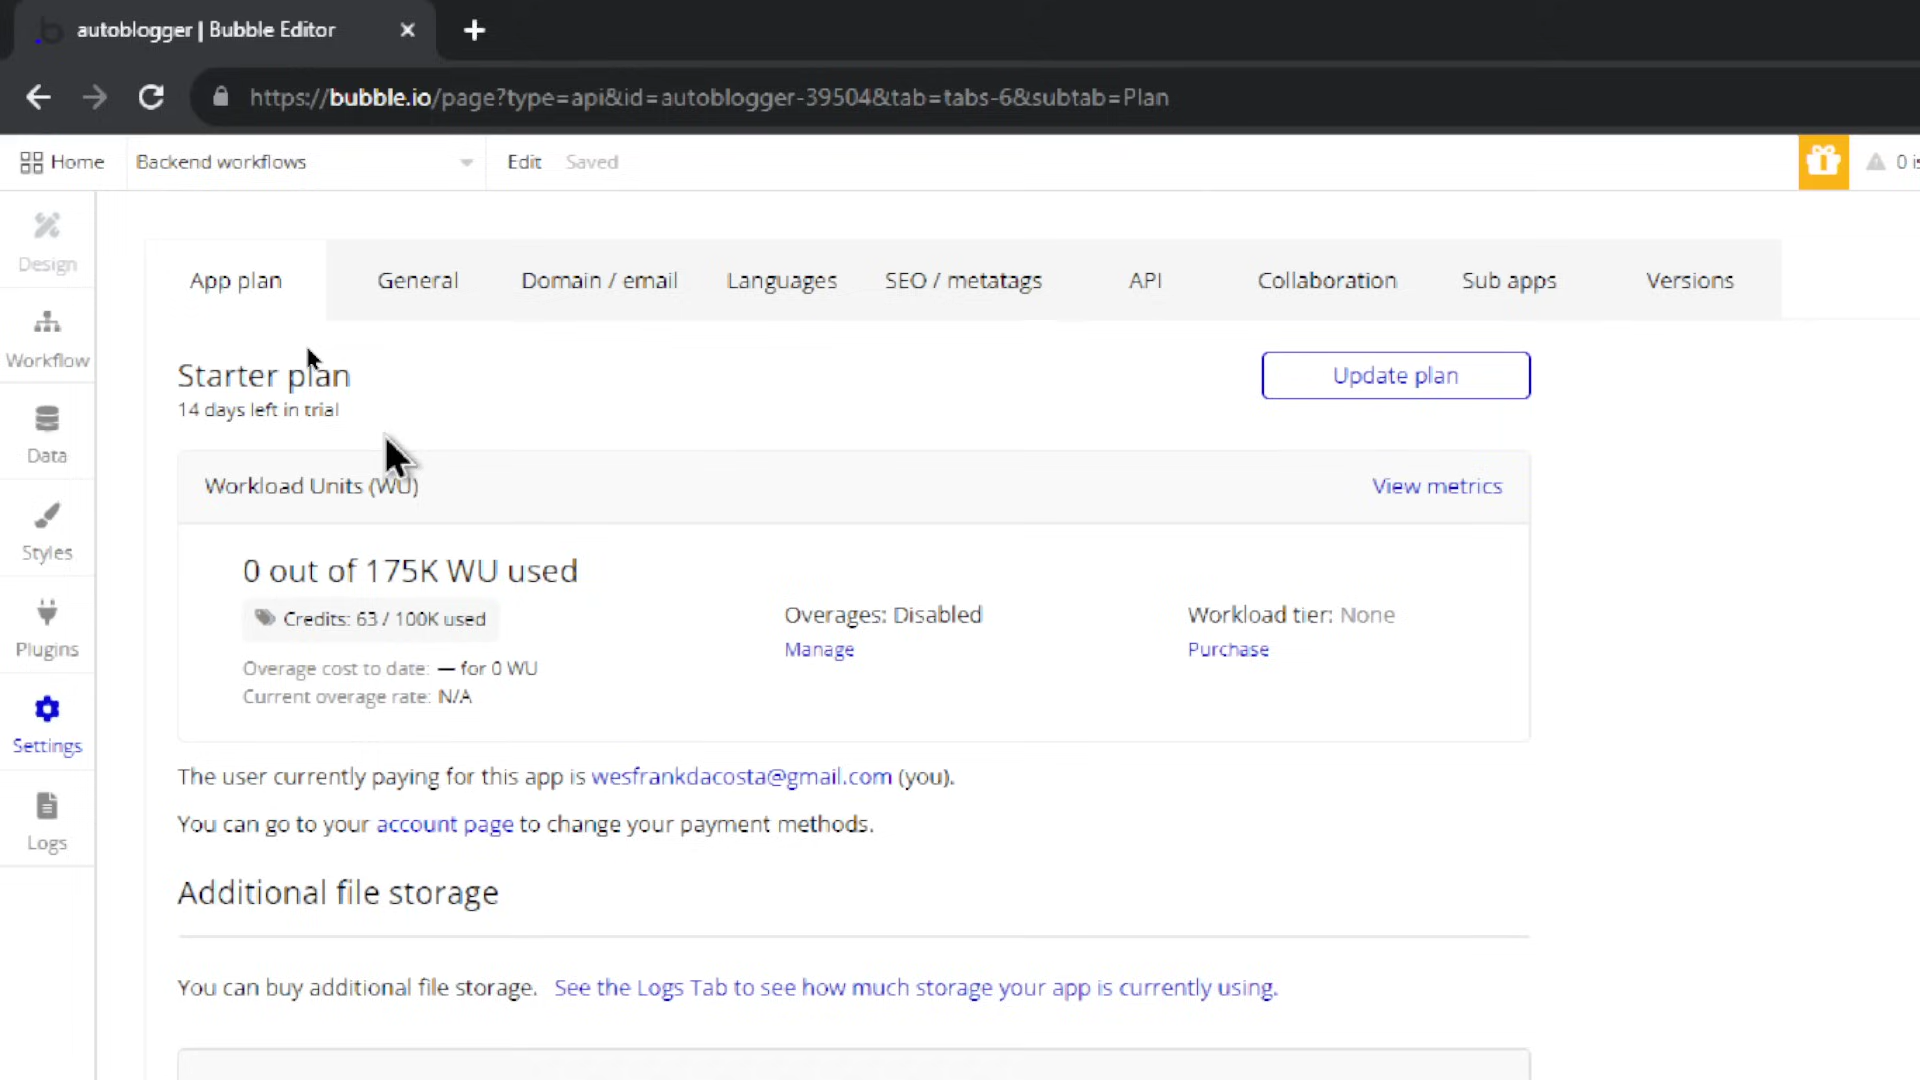 autoblogger | Bubble Editor
https://bubble.io/page?type=api&id=autoblogger-39504&tab=tabs-6&subtab=Plan
Home
Backend workflows
Edit
Saved
0 is
Design
Workflow
Data
Styles
Plugins
Settings
Logs
App plan
General
Domain / email
Languages
SEO / metatags
API
Collaboration
Sub apps
Versions
Starter plan
14 days left in trial
Update plan
Workload Units (WU)
View metrics
0 out of 175K WU used
Credits: 63 / 100K used
Overage cost to date: — for 0 WU
Current overage rate: N/A
Overages: Disabled
Manage
Workload tier: None
Purchase
The user currently paying for this app is wesfrankdacosta@gmail.com (you).
You can go to your account page to change your payment methods.
Additional file storage
You can buy additional file storage. See the Logs Tab to see how much storage your app is currently using.